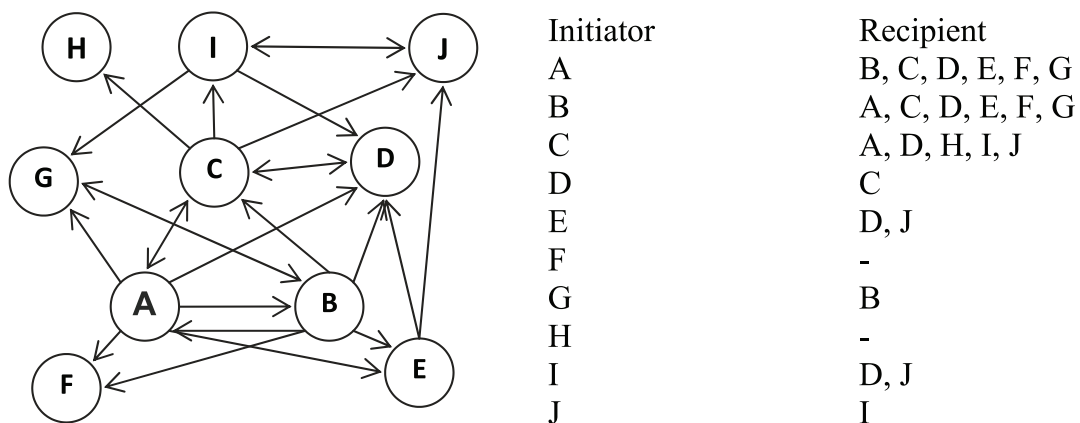 H I J
G C D
A B
F E
Initiator Recipient
A B, C, D, E, F, G
B A, C, D, E, F, G
C A, D, H, I, J
D C
E D, J
F -
G B
H -
I D, J
J I